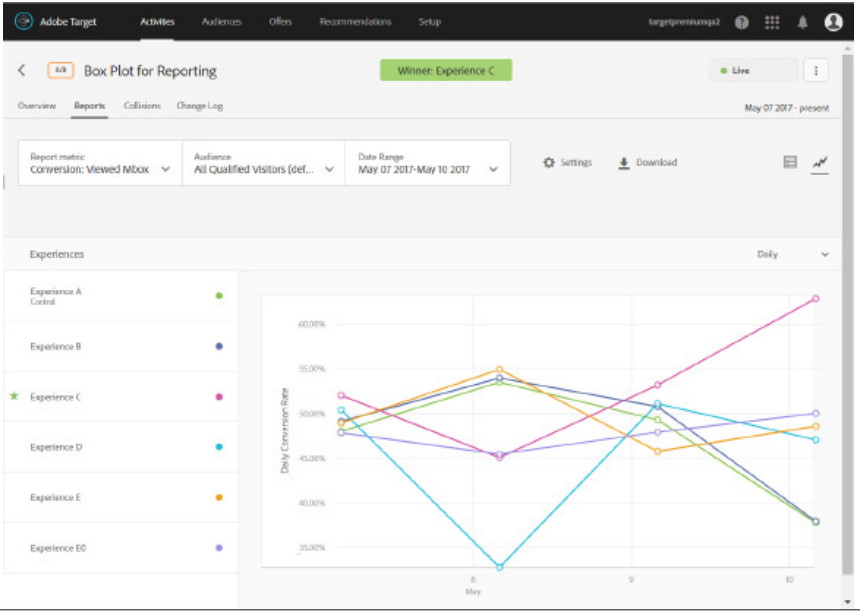 Adobe Target
Activities
Audiences
Offers
Recommendations
Setup
targetpremiumqa2
A/B
Box Plot for Reporting
Winner: Experience C
Live
Overview
Reports
Collisions
Change Log
May 07 2017 - present
Report metric
Conversion: Viewed Mbox
Audience
All Qualified Visitors (def...
Date Range
May 07 2017-May 10 2017
Settings
Download
Experiences
Daily
Experience A
Control
Experience B
Experience C
Experience D
Experience E
Experience E0
Daily Conversion Rate
60.00%
55.00%
50.00%
45.00%
40.00%
35.00%
8
May
9
10